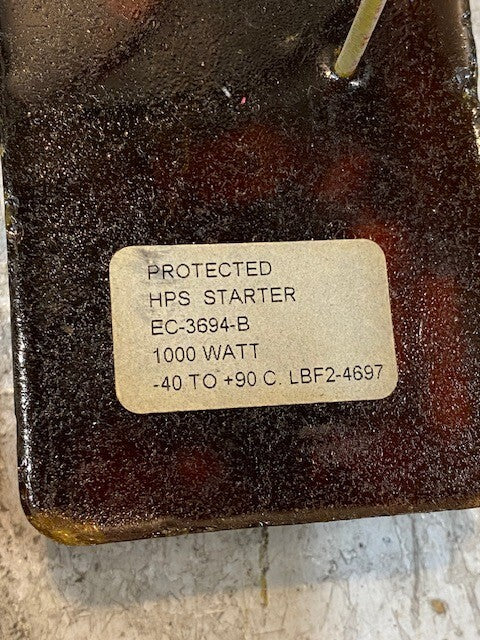 PROTECTED
HPS STARTER
EC-3694-B
1000 WATT
-40 TO +90 C. LBF2-4697